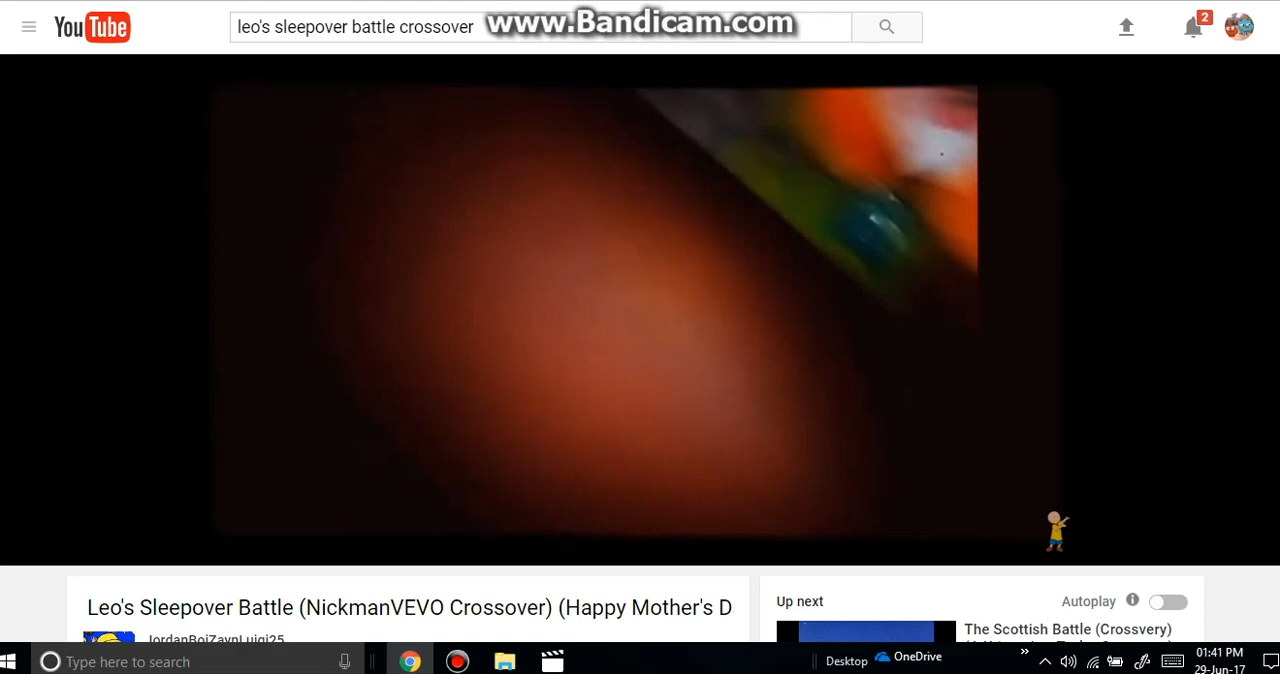 YouTube
leo's sleepover battle crossover
www.Bandicam.com
2
Leo's Sleepover Battle (NickmanVEVO Crossover) (Happy Mother's D
JordanBoiZaynLuigi25
Up next
Autoplay
The Scottish Battle (Crossvery)
Type here to search
Desktop
OneDrive
01:41 PM
29-Jun-17